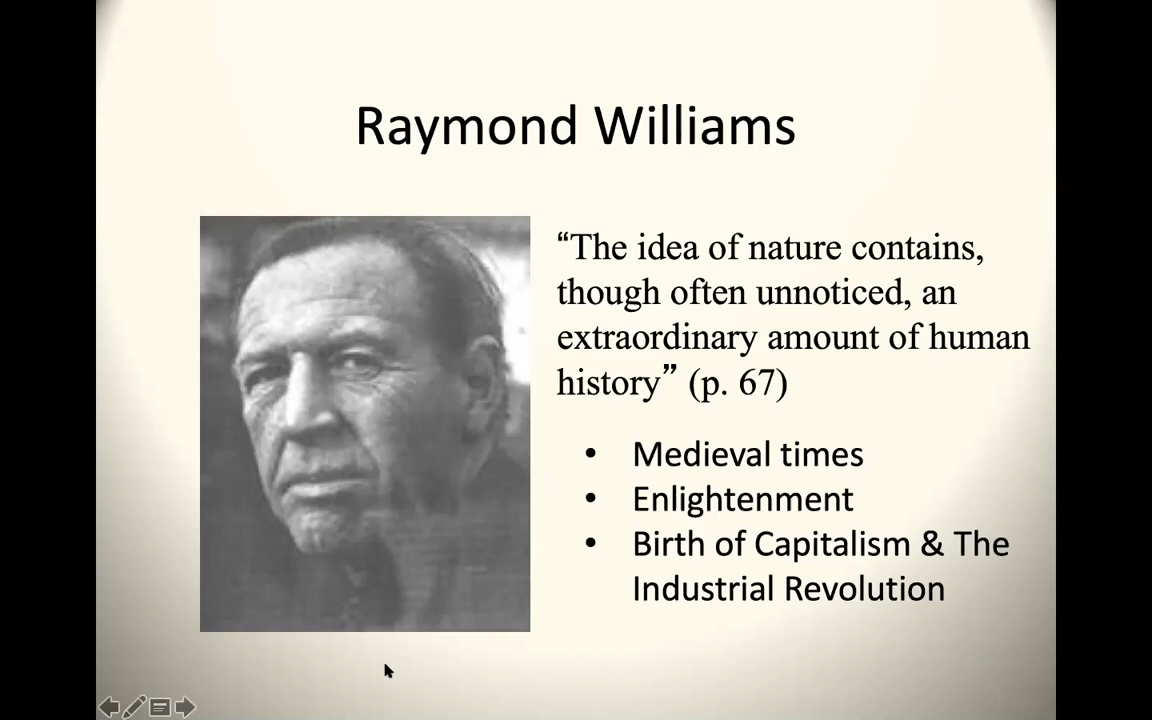 Raymond Williams
“The idea of nature contains,
though often unnoticed, an
extraordinary amount of human
history” (p. 67)
• Medieval times
• Enlightenment
• Birth of Capitalism & The
Industrial Revolution